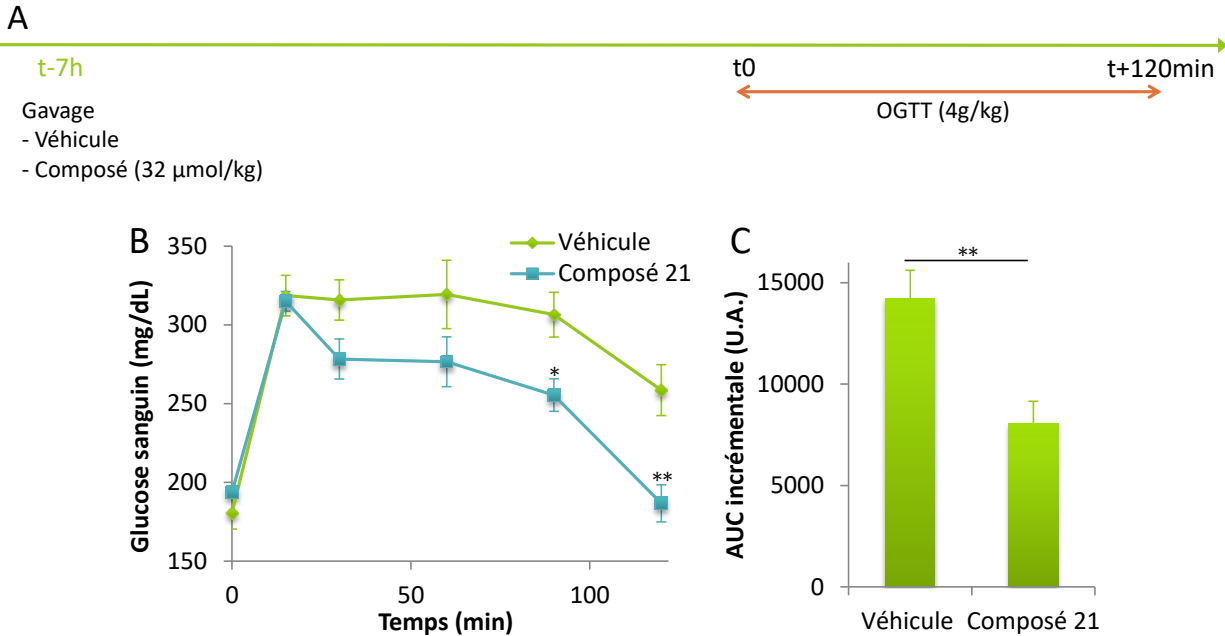 A
t-7h
t0
t+120min
Gavage
- Véhicule
- Composé (32 µmol/kg)
OGTT (4g/kg)
B
Véhicule
Composé 21
350
300
250
200
150
0
50
100
*
**
Glucose sanguin (mg/dL)
Temps (min)
C
**
15000
10000
5000
0
AUC incrémentale (U.A.)
Véhicule
Composé 21